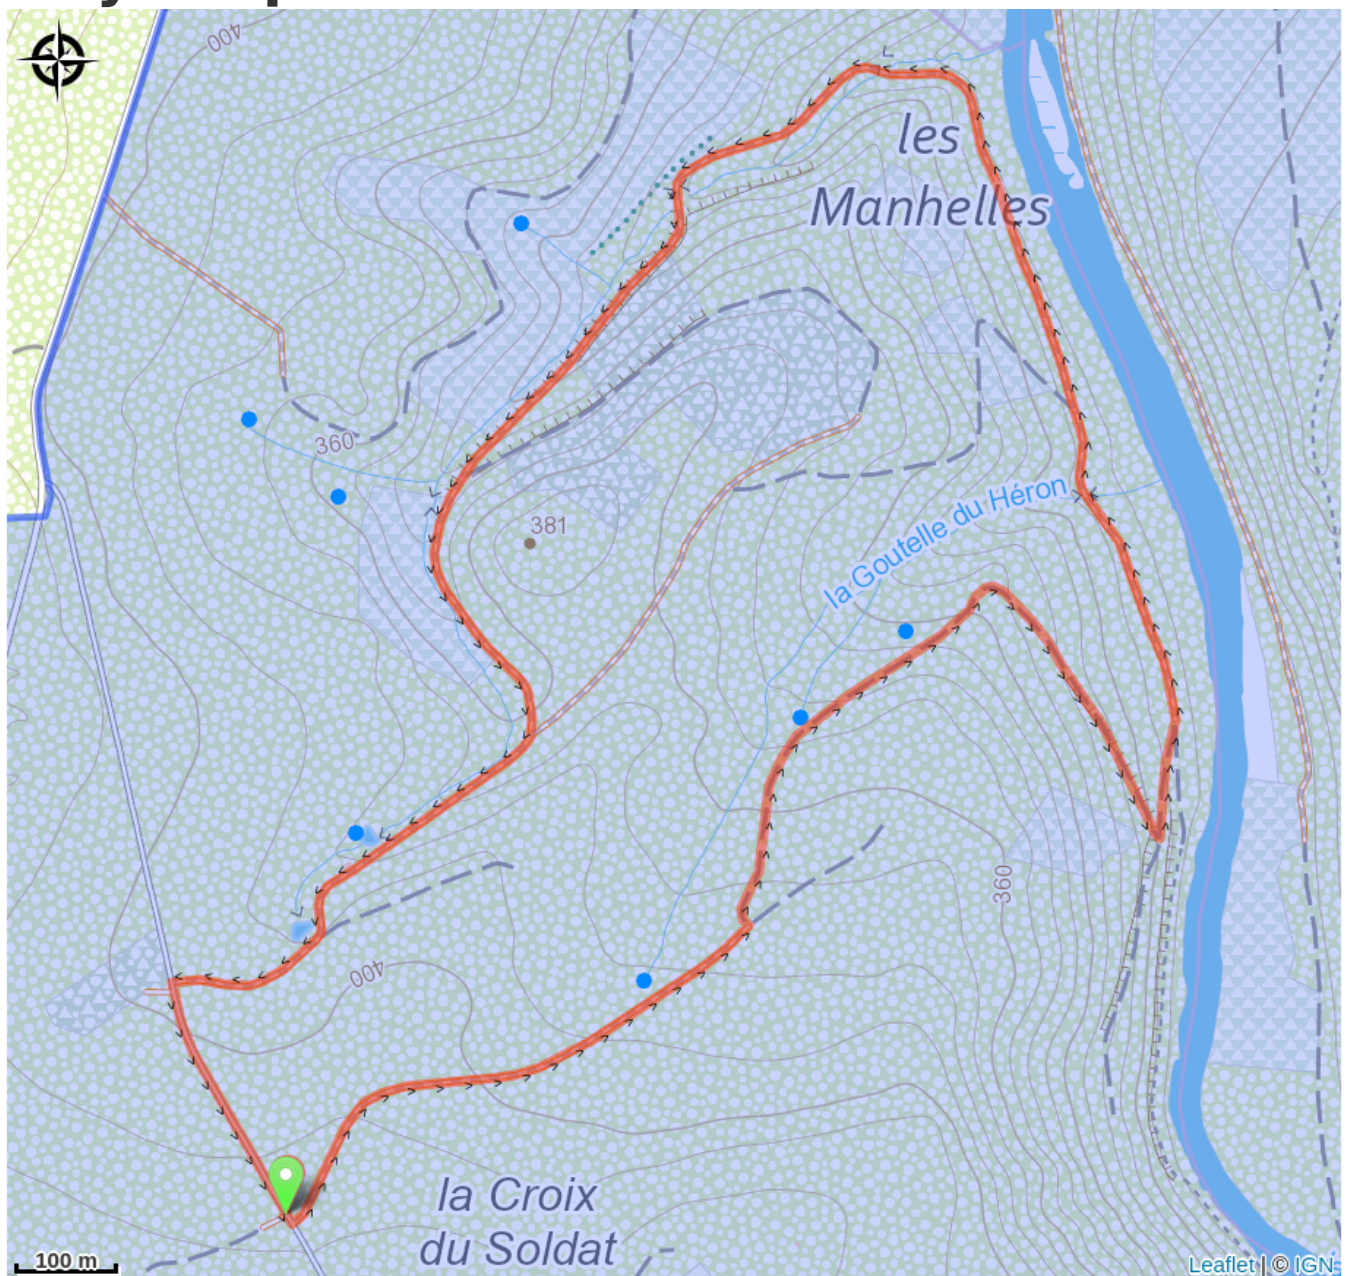 400
les
Manhelles
360
381
la Goutelle du Héron
360
400
la Croix
du Soldat
100 m
Leaflet | © IGN